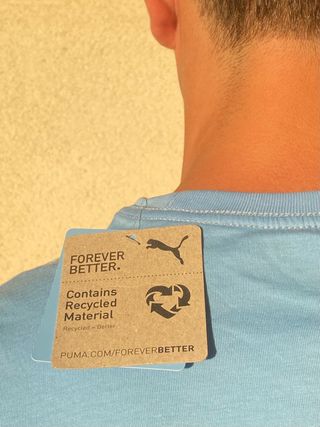 FOREVER
BETTER.
Contains
Recycled
Material
Recycled = Better
PUMA.COM/FOREVERBETTER